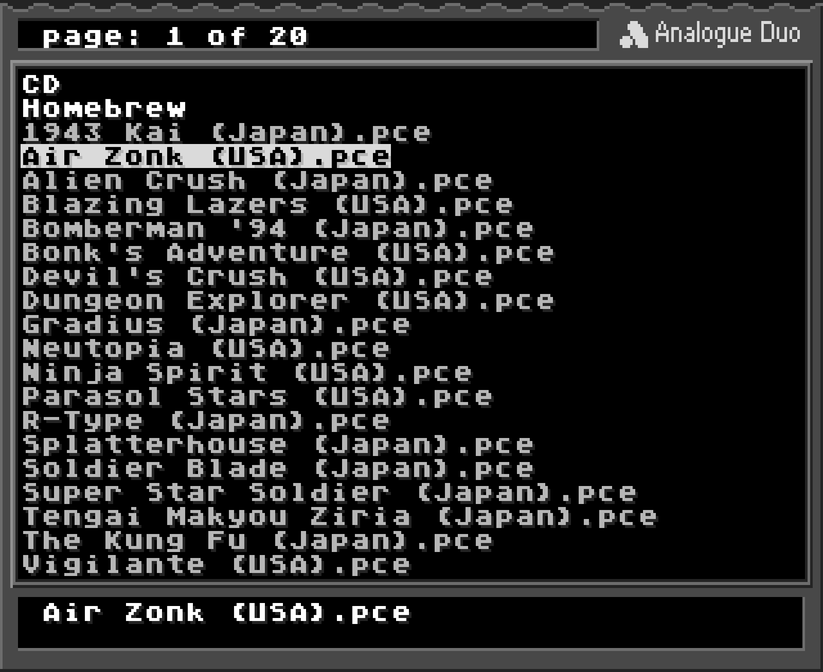 page: 1 of 20
Analogue Duo
CD
Homebrew
1943 Kai (Japan).pce
Air Zonk (USA).pce
Alien Crush (Japan).pce
Blazing Lazers (USA).pce
Bomberman '94 (Japan).pce
Bonk's Adventure (USA).pce
Devil's Crush (USA).pce
Dungeon Explorer (USA).pce
Gradius (Japan).pce
Neutopia (USA).pce
Ninja Spirit (USA).pce
Parasol Stars (USA).pce
R-Type (Japan).pce
Splatterhouse (Japan).pce
Soldier Blade (Japan).pce
Super Star Soldier (Japan).pce
Tengai Makyou Ziria (Japan).pce
The Kung Fu (Japan).pce
Vigilante (USA).pce
Air Zonk (USA).pce